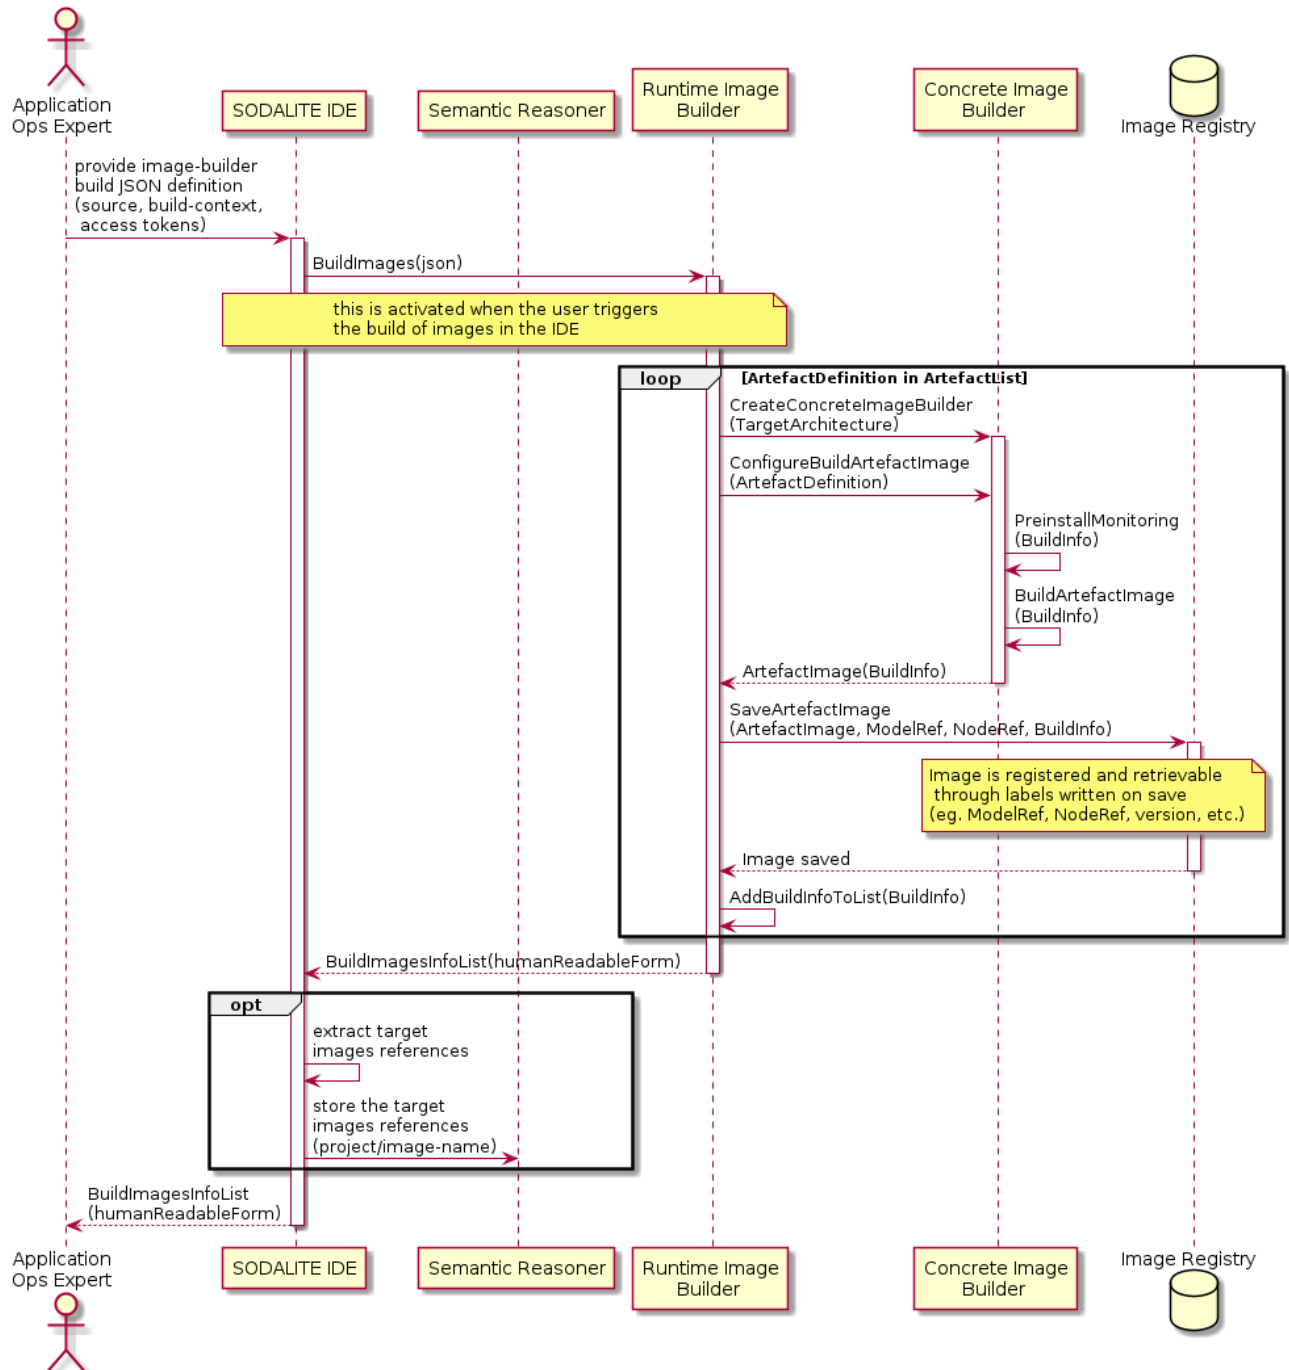 Application
Ops Expert
SODALITE IDE
Semantic Reasoner
Runtime Image
Builder
Concrete Image
Builder
Image Registry
provide image-builder
build JSON definition
(source, build-context,
access tokens)
BuildImages(json)
this is activated when the user triggers
the build of images in the IDE
loop
[ArtefactDefinition in ArtefactList]
CreateConcreteImageBuilder
(TargetArchitecture)
ConfigureBuildArtefactImage
(ArtefactDefinition)
PreinstallMonitoring
(BuildInfo)
BuildArtefactImage
(BuildInfo)
ArtefactImage(BuildInfo)
SaveArtefactImage
(ArtefactImage, ModelRef, NodeRef, BuildInfo)
Image is registered and retrievable
through labels written on save
(eg. ModelRef, NodeRef, version, etc.)
Image saved
AddBuildInfoToList(BuildInfo)
BuildImagesInfoList(humanReadableForm)
opt
extract target
images references
store the target
images references
(project/image-name)
BuildImagesInfoList
(humanReadableForm)
Application
Ops Expert
SODALITE IDE
Semantic Reasoner
Runtime Image
Builder
Concrete Image
Builder
Image Registry